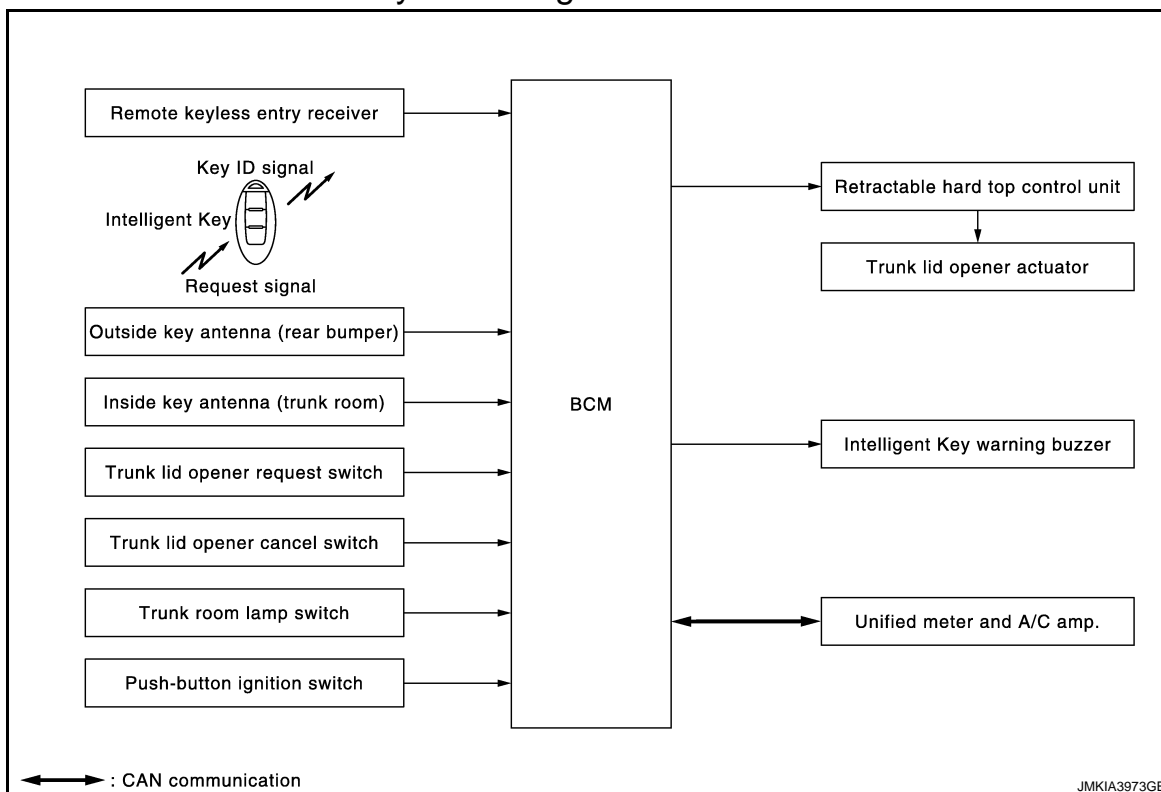 Remote keyless entry receiver
Key ID signal
Intelligent Key
Request signal
Outside key antenna (rear bumper)
Inside key antenna (trunk room)
Trunk lid opener request switch
Trunk lid opener cancel switch
Trunk room lamp switch
Push-button ignition switch
BCM
Retractable hard top control unit
Trunk lid opener actuator
Intelligent Key warning buzzer
Unified meter and A/C amp.
: CAN communication